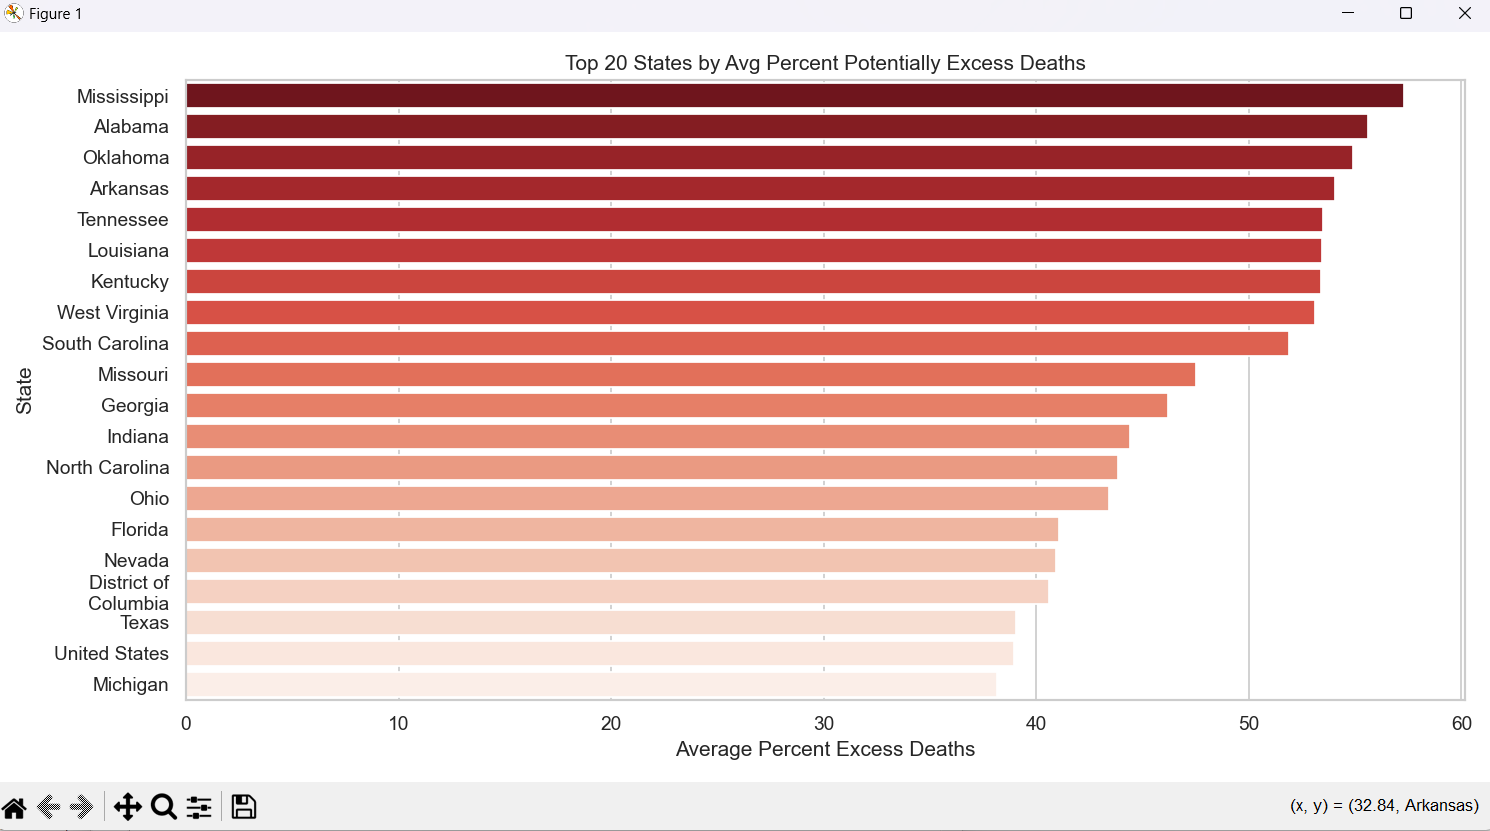 Figure 1
Top 20 States by Avg Percent Potentially Excess Deaths
State
Mississippi
Alabama
Oklahoma
Arkansas
Tennessee
Louisiana
Kentucky
West Virginia
South Carolina
Missouri
Georgia
Indiana
North Carolina
Ohio
Florida
Nevada
District of
Columbia
Texas
United States
Michigan
0 10 20 30 40 50 60
Average Percent Excess Deaths
(x, y) = (32.84, Arkansas)